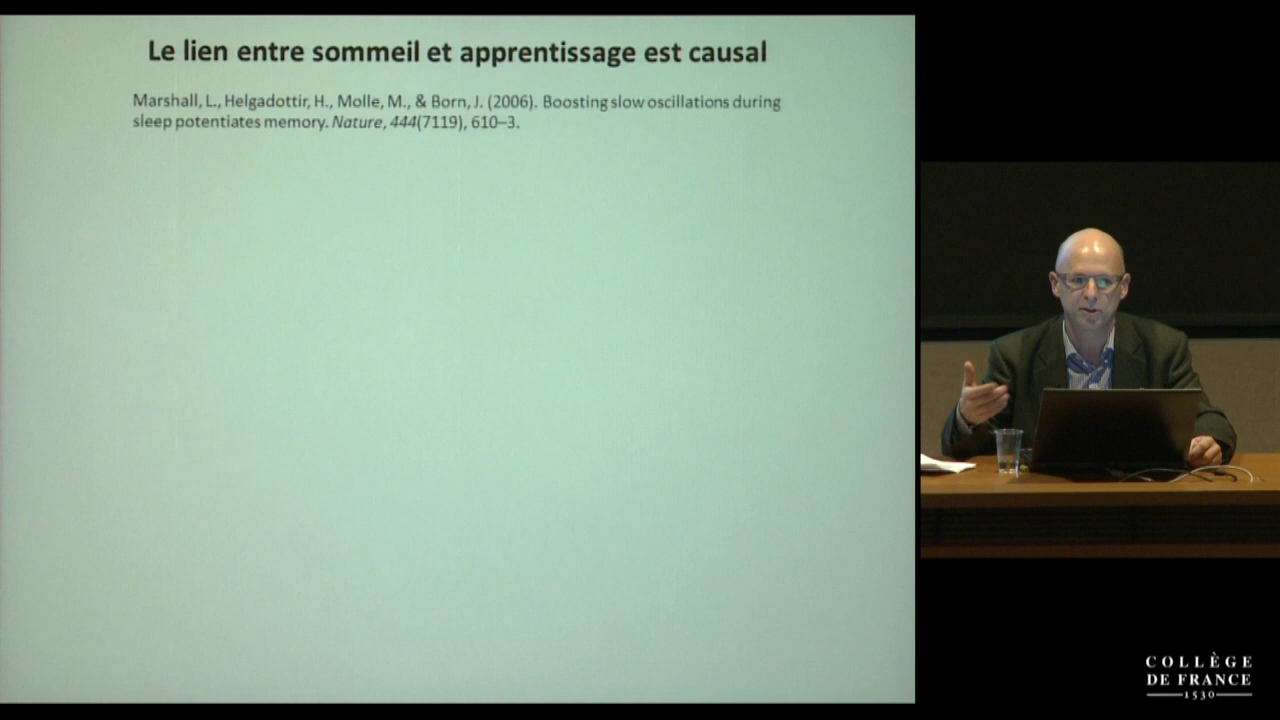 Le lien entre sommeil et apprentissage est causal
Marshall, L., Helgadottir, H., Molle, M., & Born, J. (2006). Boosting slow oscillations during
sleep potentiates memory. Nature, 444(7119), 610–3.
COLLÈGE
DE FRANCE
1530